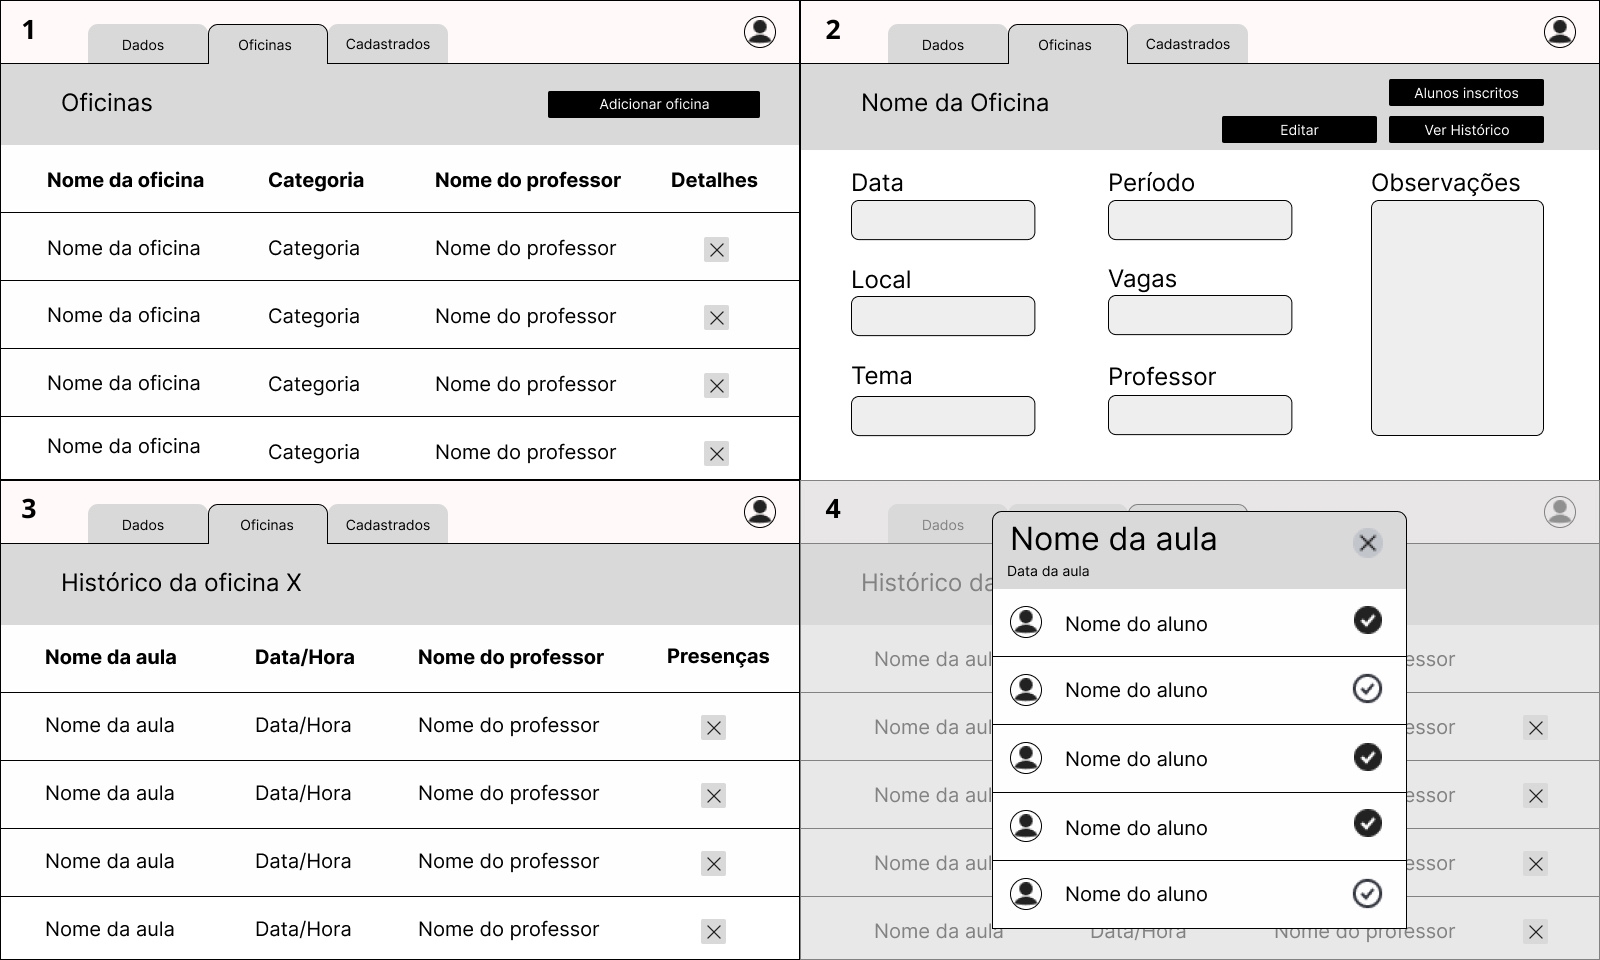 1
Dados Oficinas Cadastrados
Oficinas Adicionar oficina
Nome da oficina Categoria Nome do professor Detalhes
Nome da oficina Categoria Nome do professor
Nome da oficina Categoria Nome do professor
Nome da oficina Categoria Nome do professor
Nome da oficina Categoria Nome do professor
2
Dados Oficinas Cadastrados
Nome da Oficina
Alunos inscritos
Editar Ver Histórico
Data Período Observações
Local Vagas
Tema Professor
3
Dados Oficinas Cadastrados
Histórico da oficina X
Nome da aula Data/Hora Nome do professor Presenças
Nome da aula Data/Hora Nome do professor
Nome da aula Data/Hora Nome do professor
Nome da aula Data/Hora Nome do professor
Nome da aula Data/Hora Nome do professor
4
Dados
Histórico da
Nome da aul essor
Nome da aul essor
Nome da aul essor
Nome da aul essor
Nome da aula Data/Hora Nome do professor
Nome da aula
Data da aula
Nome do aluno
Nome do aluno
Nome do aluno
Nome do aluno
Nome do aluno